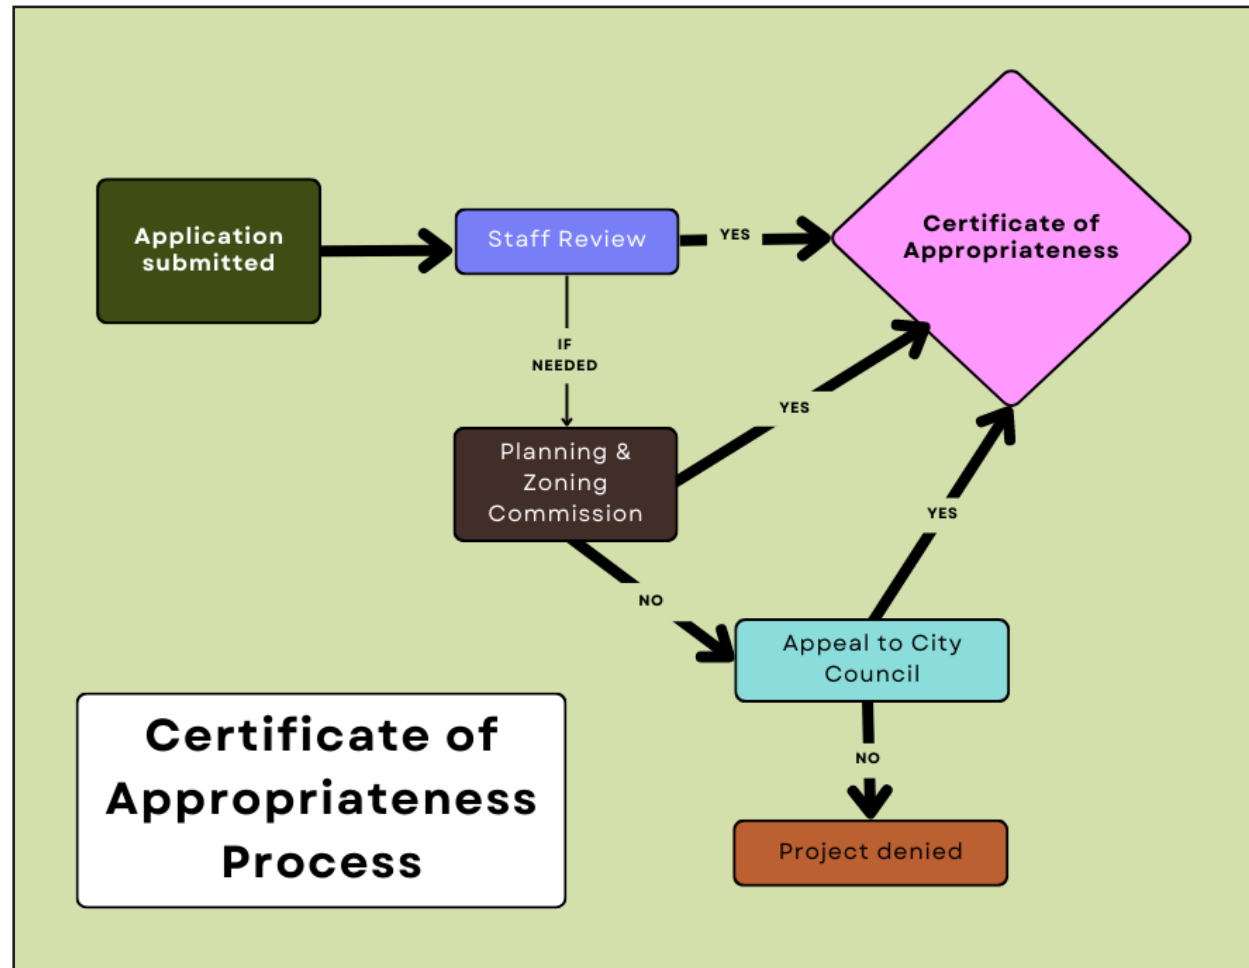 Application
submitted
Staff Review
YES
Certificate of
Appropriateness
IF
NEEDED
Planning &
Zoning
Commission
YES
NO
YES
Appeal to City
Council
NO
Project denied
Certificate of
Appropriateness
Process